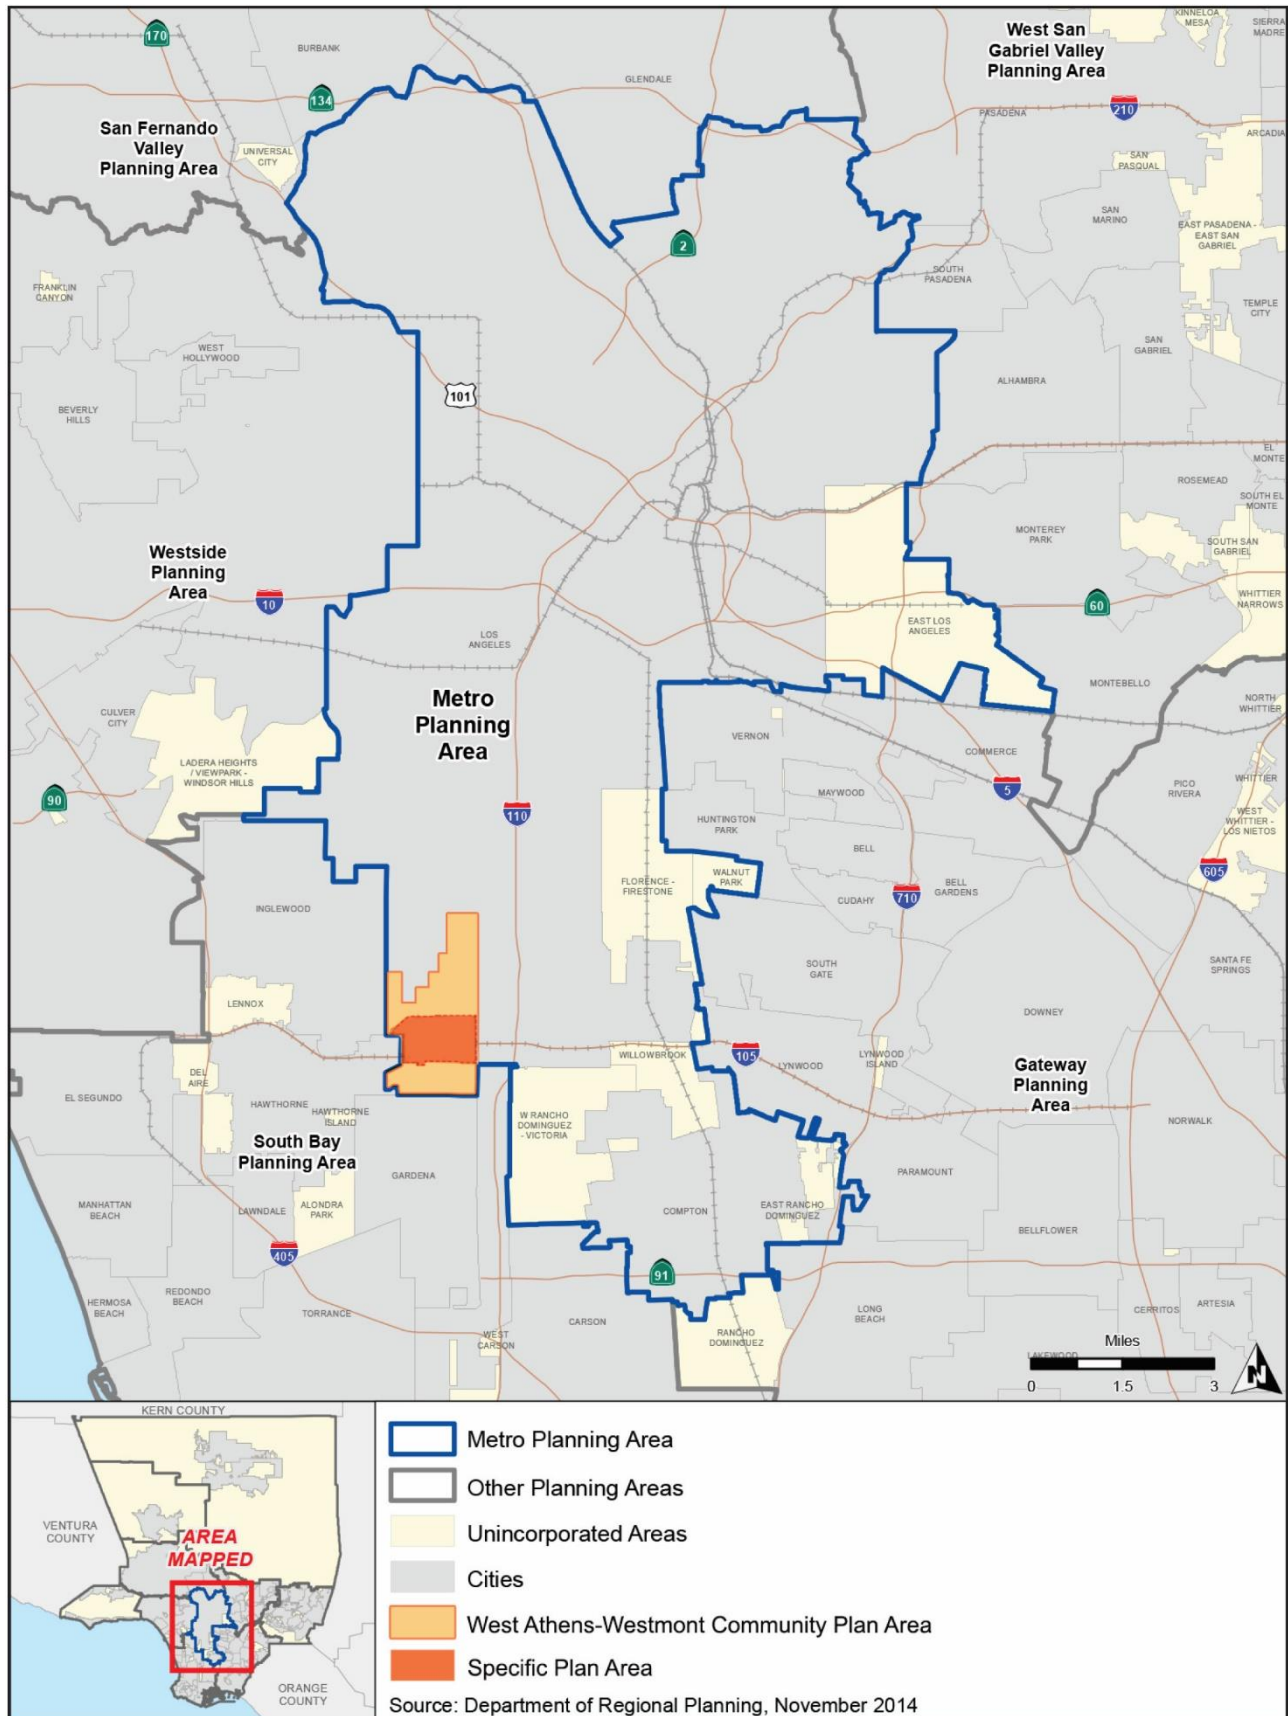 170
BURBANK
134
GLENDALE
West San
Gabriel Valley
Planning Area
KINNELOA
MESA
SIERRA
MADRE
PASADENA
210
ARCADIA
San Fernando
Valley
Planning Area
UNIVERSAL
CITY
SAN
PASQUAL
SAN
MARINO
EAST PASADENA -
EAST SAN
GABRIEL
2
SOUTH
PASADENA
FRANKLIN
CANYON
TEMPLE
CITY
WEST
HOLLYWOOD
SAN
GABRIEL
ALHAMBRA
101
BEVERLY
HILLS
EL
MONTE
ROSEMEAD
SOUTH EL
MONTE
MONTEREY
PARK
SOUTH SAN
GABRIEL
Westside
Planning
Area
10
WHITTIER
NARROWS
60
EAST LOS
ANGELES
LOS
ANGELES
MONTEBELLO
NORTH
WHITTIER
Metro
Planning
Area
CULVER
CITY
VERNON
COMMERCE
LADERA HEIGHTS
/ VIEWPARK -
WINDSOR HILLS
90
5
PICO
RIVERA
WHITTIER
MAYWOOD
110
HUNTINGTON
PARK
WEST
WHITTIER -
LOS NIETOS
BELL
605
WALNUT
PARK
FLORENCE -
FIRESTONE
710
BELL
GARDENS
CUDAHY
INGLEWOOD
SOUTH
GATE
SANTA FE
SPRINGS
LENNOX
DOWNEY
WILLOWBROOK
105
LYNWOOD
LYNWOOD
ISLAND
Gateway
Planning
Area
DEL
AIRE
EL SEGUNDO
HAWTHORNE
HAWTHORNE
ISLAND
W RANCHO
DOMINGUEZ
- VICTORIA
NORWALK
South Bay
Planning Area
GARDENA
PARAMOUNT
MANHATTAN
BEACH
LAWNDALE
ALONDRA
PARK
COMPTON
EAST RANCHO
DOMINGUEZ
BELLFLOWER
405
91
REDONDO
BEACH
HERMOSA
BEACH
TORRANCE
WEST
CARSON
CARSON
RANCHO
DOMINGUEZ
LONG
BEACH
CERRITOS
ARTESIA
LAKEWOOD
Miles
0 1.5 3
N
KERN COUNTY
VENTURA
COUNTY
AREA
MAPPED
ORANGE
COUNTY
Metro Planning Area
Other Planning Areas
Unincorporated Areas
Cities
West Athens-Westmont Community Plan Area
Specific Plan Area
Source: Department of Regional Planning, November 2014